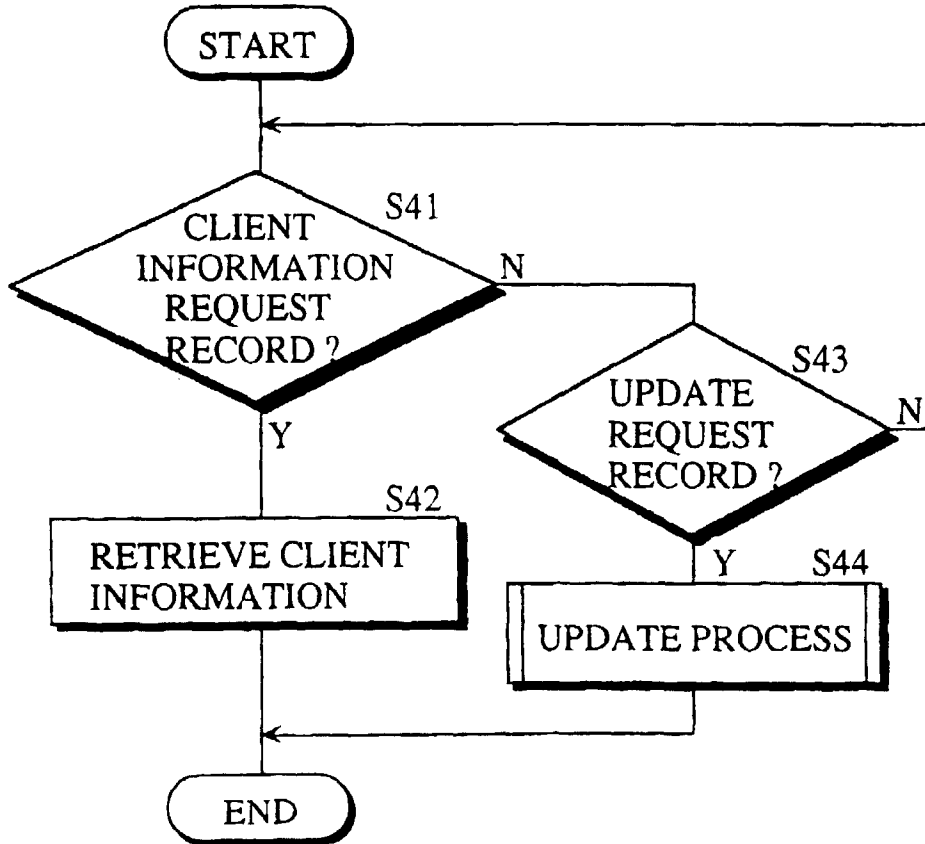 START
S41
CLIENT
INFORMATION
REQUEST
RECORD ?
N
Y
S43
UPDATE
REQUEST
RECORD ?
N
Y
S42
RETRIEVE CLIENT
INFORMATION
S44
UPDATE PROCESS
END